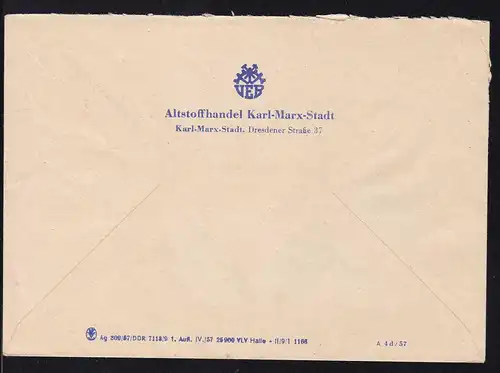 VEB
Altstoffhandel Karl-Marx-Stadt
Karl-Marx-Stadt, Dresdener Straße 37
Ag 300/57/DDR 7118/9 1. Aufl. IV./57 25 000 VLV Halle • II/9/1 1166
A 4 d / 57